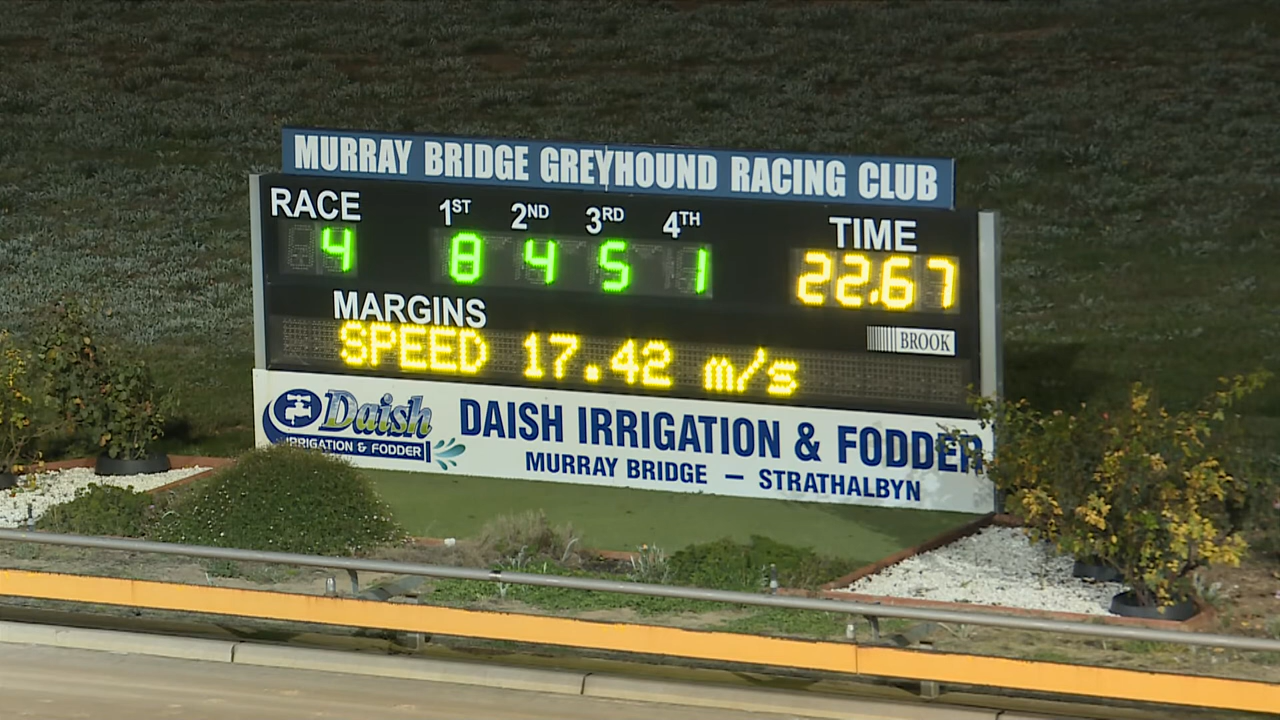 MURRAY BRIDGE GREYHOUND RACING CLUB
RACE 1ST 2ND 3RD 4TH TIME
4 8 4 5 1 22.67
MARGINS
BROOK
SPEED 17.42 m/s
Daish
IRRIGATION & FODDER
DAISH IRRIGATION & FODDER
MURRAY BRIDGE – STRATHALBYN